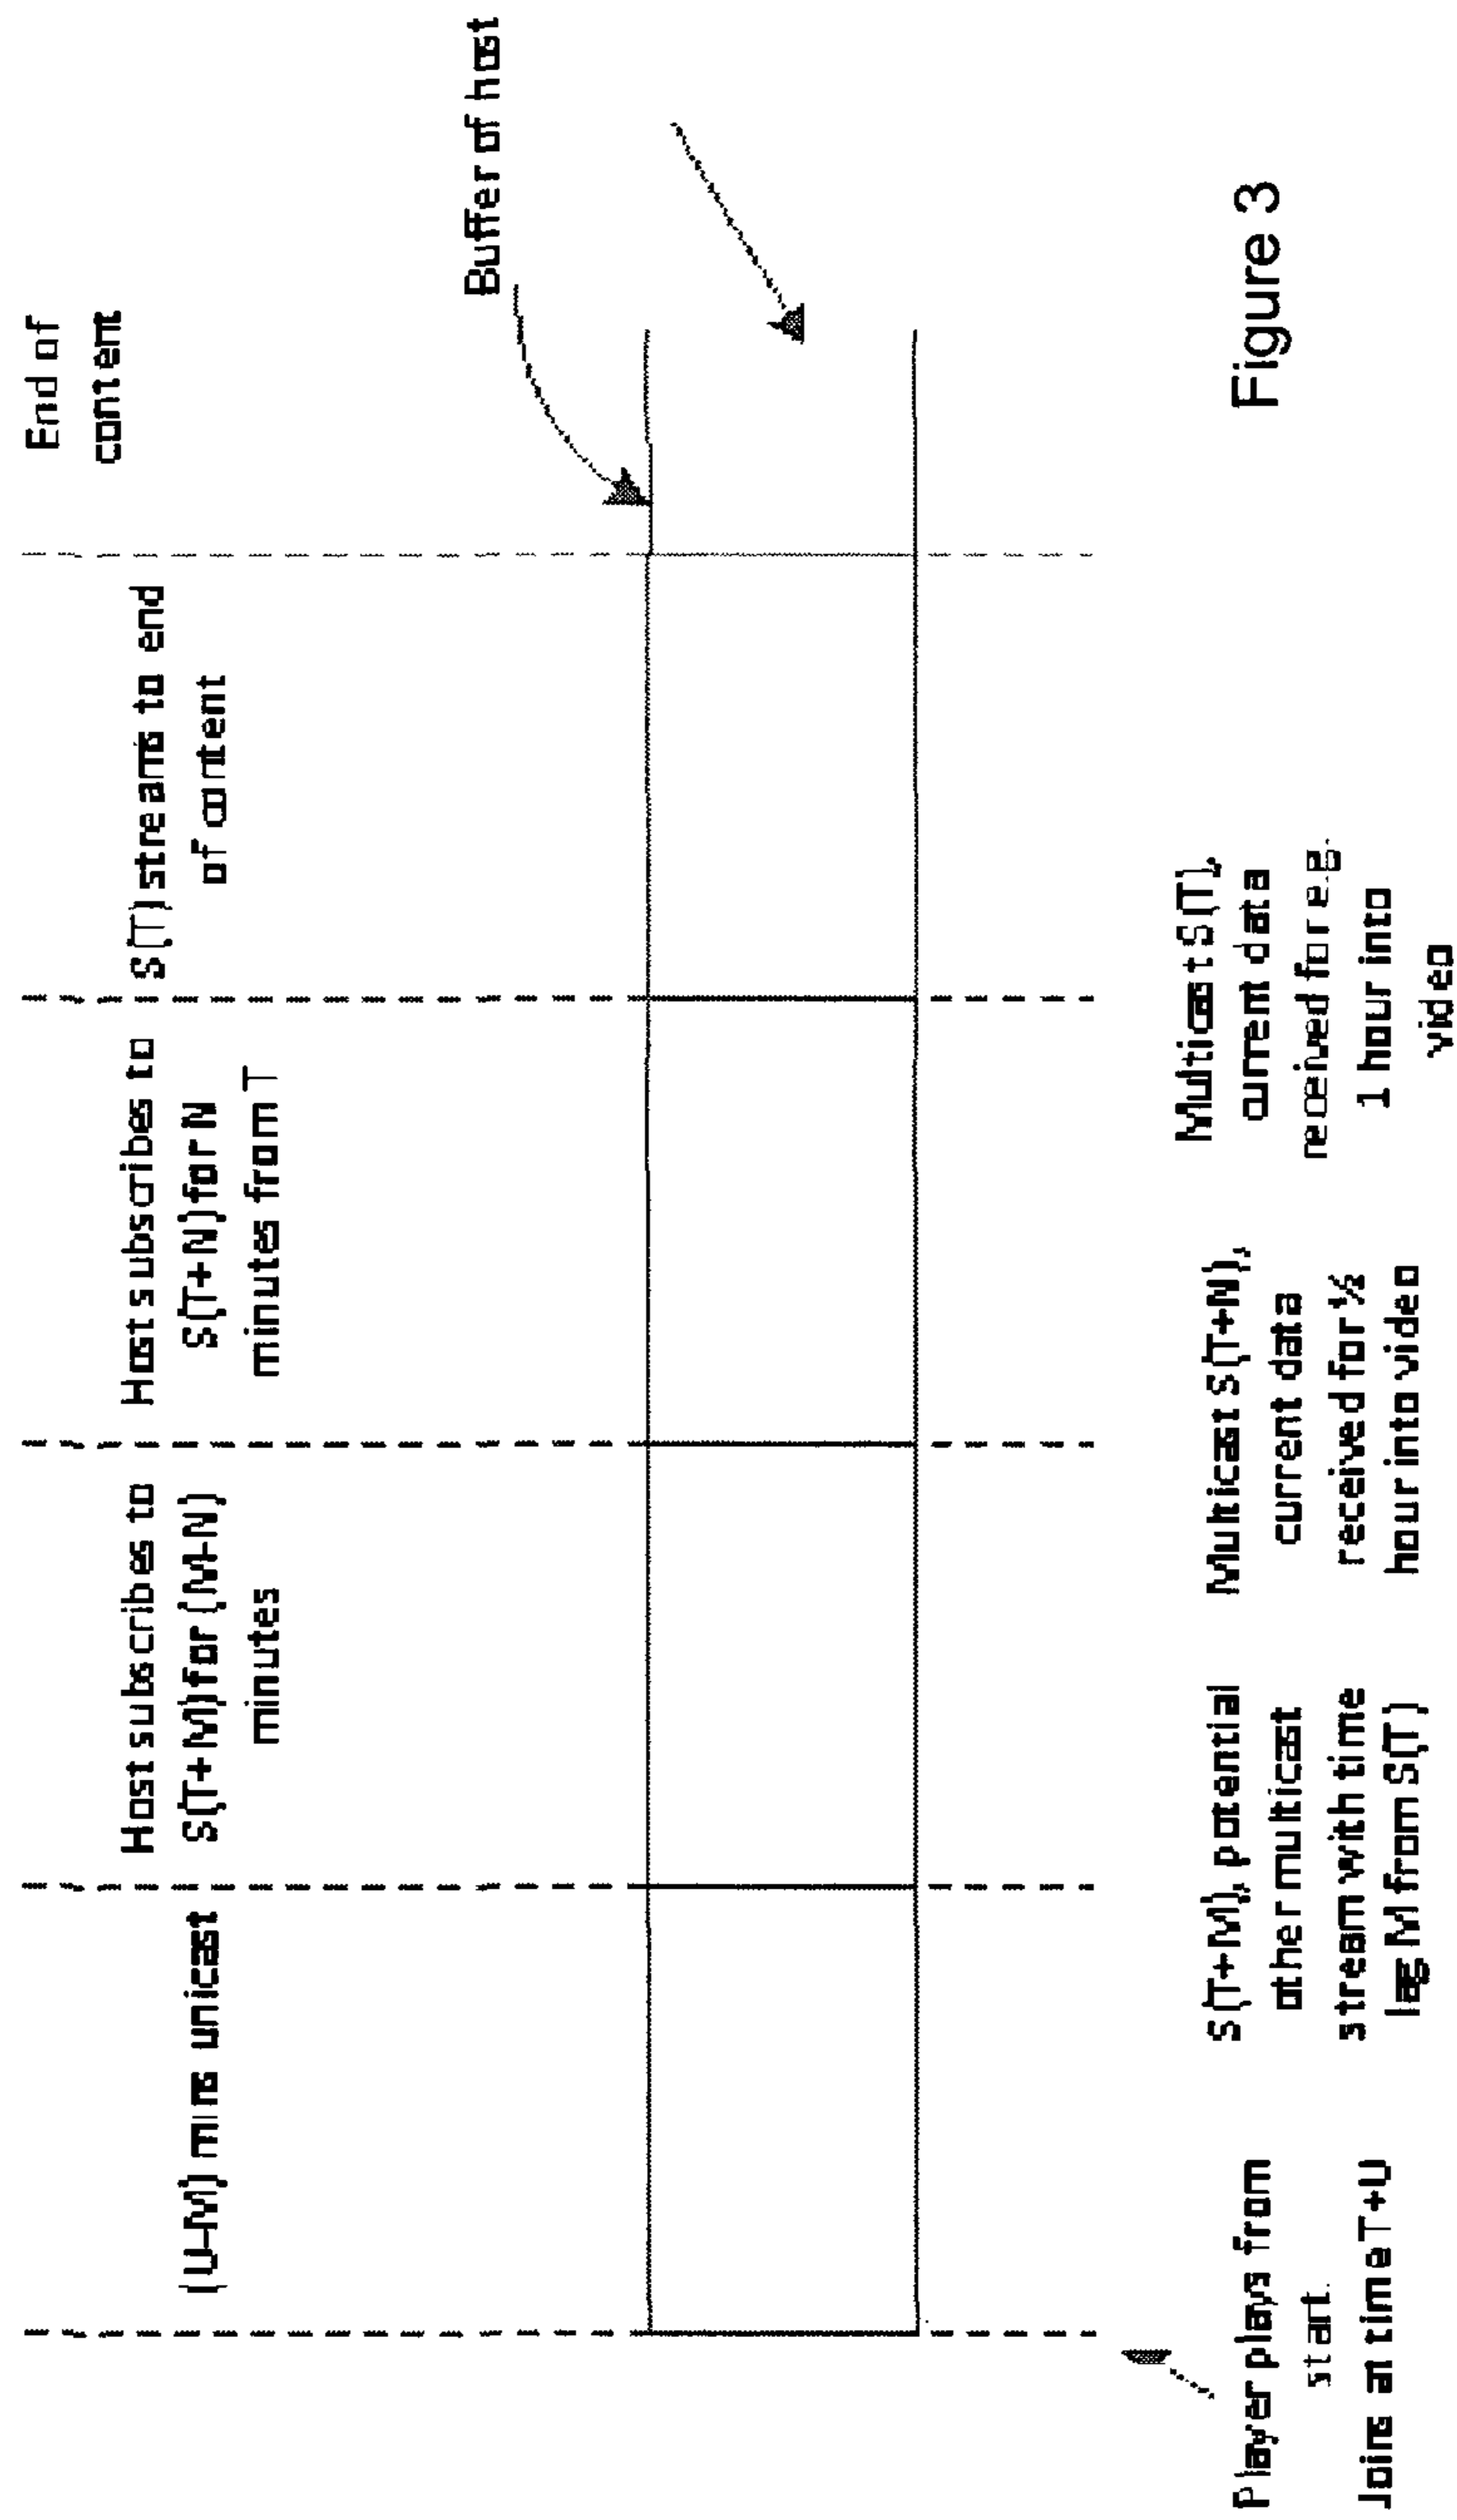 End of
content
(U-M) mins unicast
Host subscribes to
S(T+M) for (M-N)
minutes
Host subscribes to
S(T+N) for N
minutes from T
S(T) streams to end
of content
Buffer of host
Player plays from
start.
Joins at time T+U
S(T+M), potential
other multicast
stream with time
lag M from S(T)
Multicast S(T+N),
current data
received for ½
hour into video
Multicast S(T),
current data
received for e.g.
1 hour into
video
Figure 3